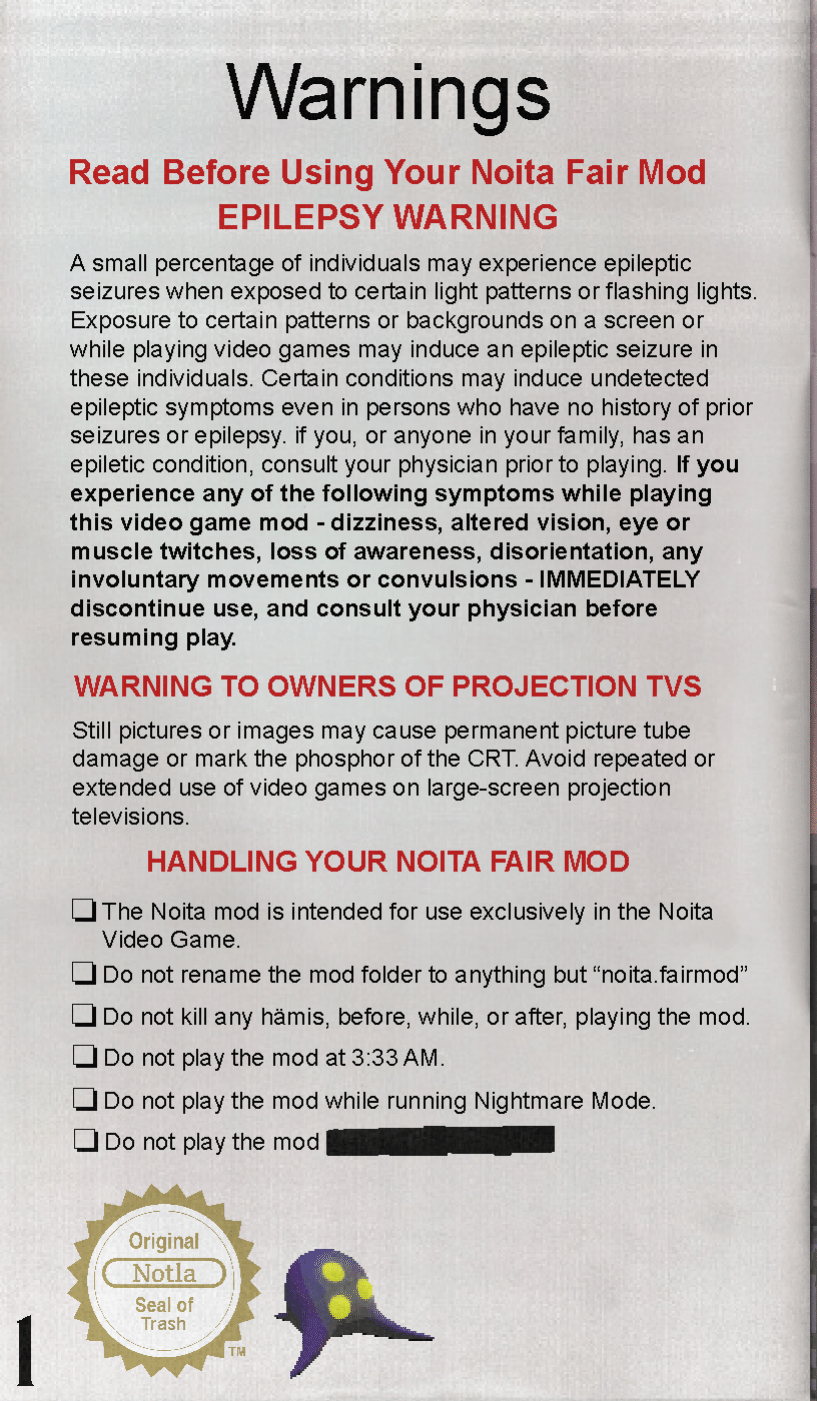 Warnings
Read Before Using Your Noita Fair Mod
EPILEPSY WARNING
A small percentage of individuals may experience epileptic
seizures when exposed to certain light patterns or flashing lights.
Exposure to certain patterns or backgrounds on a screen or
while playing video games may induce an epileptic seizure in
these individuals. Certain conditions may induce undetected
epileptic symptoms even in persons who have no history of prior
seizures or epilepsy. if you, or anyone in your family, has an
epiletic condition, consult your physician prior to playing. If you
experience any of the following symptoms while playing
this video game mod - dizziness, altered vision, eye or
muscle twitches, loss of awareness, disorientation, any
involuntary movements or convulsions - IMMEDIATELY
discontinue use, and consult your physician before
resuming play.
WARNING TO OWNERS OF PROJECTION TVS
Still pictures or images may cause permanent picture tube
damage or mark the phosphor of the CRT. Avoid repeated or
extended use of video games on large-screen projection
televisions.
HANDLING YOUR NOITA FAIR MOD
The Noita mod is intended for use exclusively in the Noita
Video Game.
Do not rename the mod folder to anything but “noita.fairmod”
Do not kill any hämis, before, while, or after, playing the mod.
Do not play the mod at 3:33 AM.
Do not play the mod while running Nightmare Mode.
Do not play the mod
Original
Notla
Seal of
Trash
TM
1